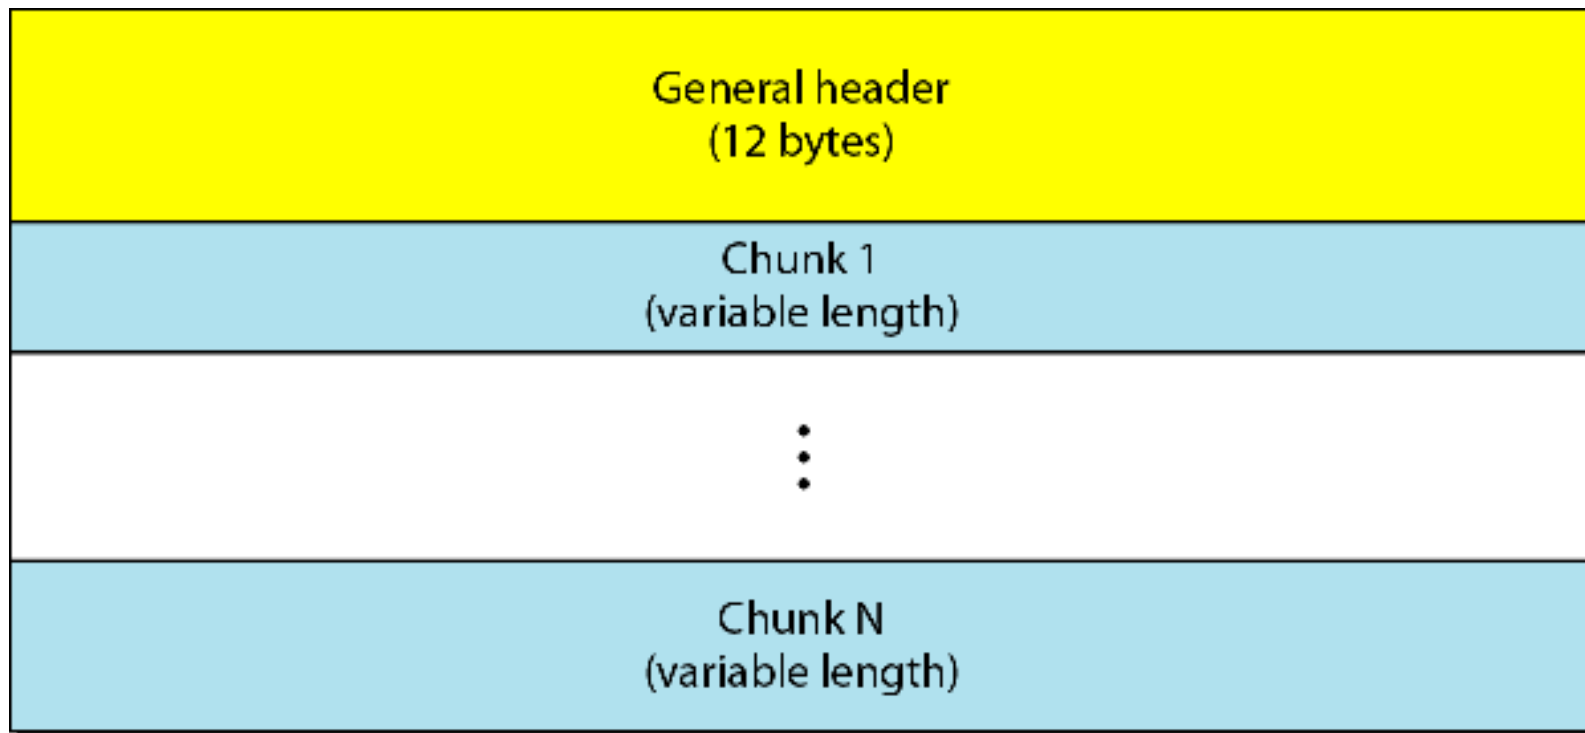 General header
(12 bytes)
Chunk 1
(variable length)
Chunk N
(variable length)